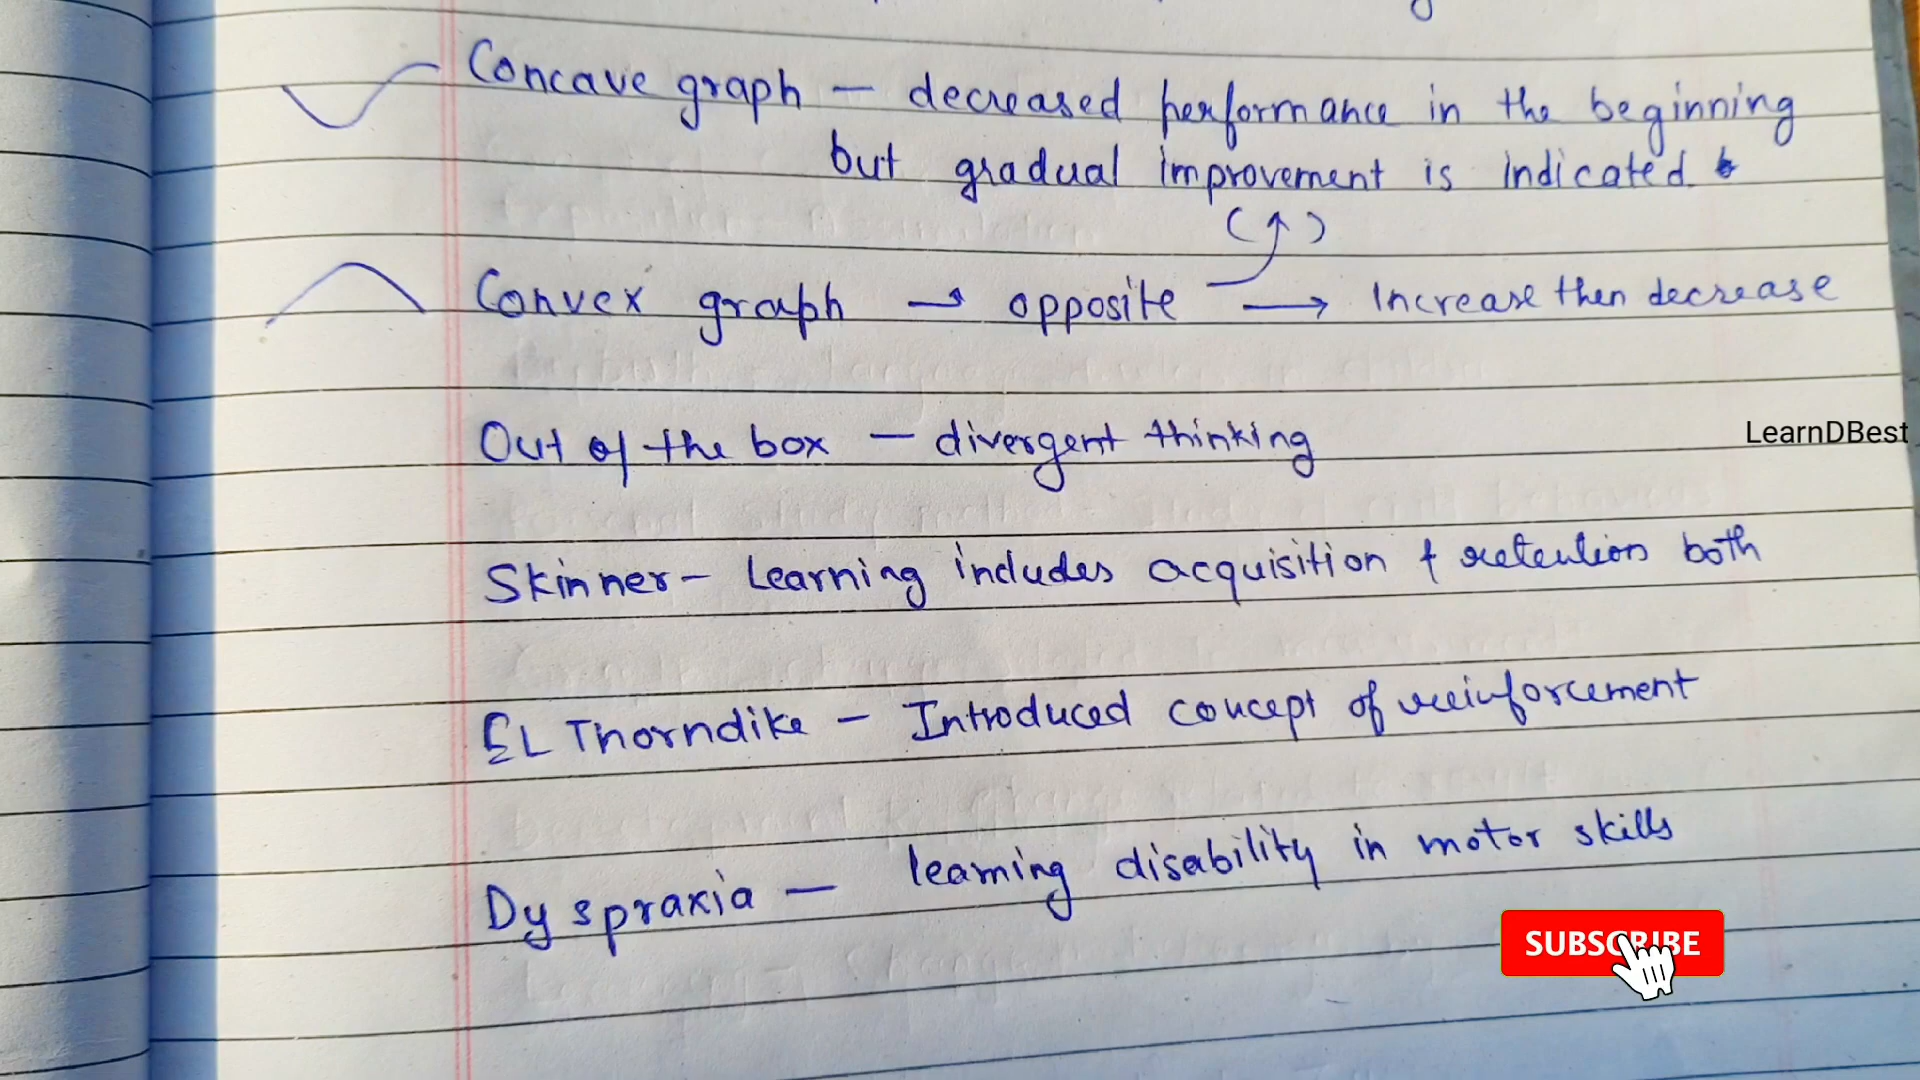 Concave graph — decreased performance in the beginning
but gradual improvement is indicated
(↑)
Convex graph → opposite → Increase then decrease
Out of the box — divergent thinking
LearnDBest
Skinner - Learning includes acquisition & retention both
EL Thorndike — Introduced concept of reinforcement
Dyspraxia — learning disability in motor skills
SUBSCRIBE